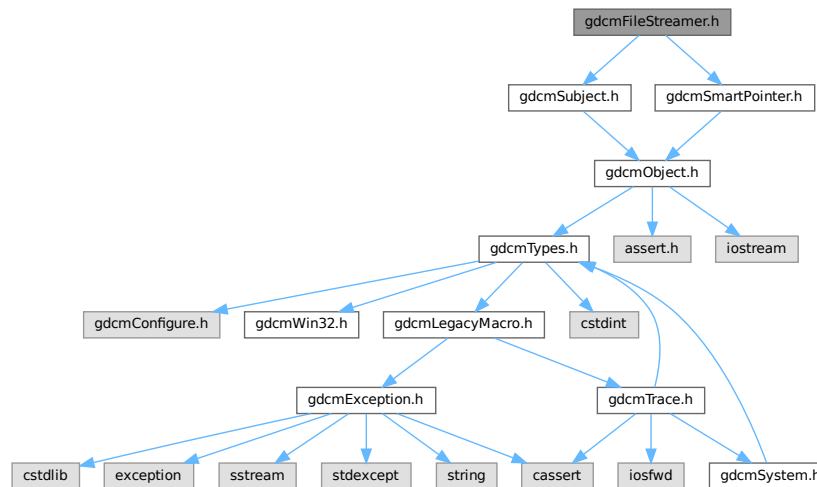 gdcmFileStreamer.h
gdcmSubject.h
gdcmSmartPointer.h
gdcmObject.h
gdcmTypes.h
assert.h
iostream
gdcmConfigure.h
gdcmWin32.h
gdcmLegacyMacro.h
cstdint
gdcmException.h
gdcmTrace.h
cstdlib
exception
sstream
stdexcept
string
cassert
iosfwd
gdcmSystem.h